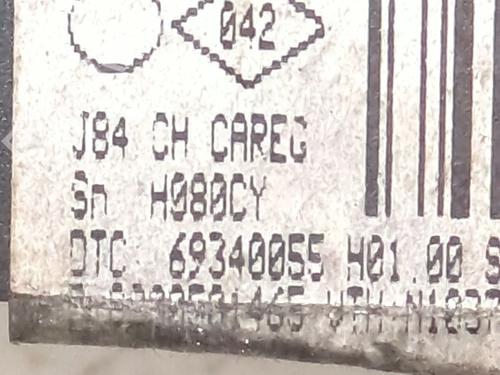 042
J84 CH CAREG
Sn H080CY
DTC 69340055 H01.00 S